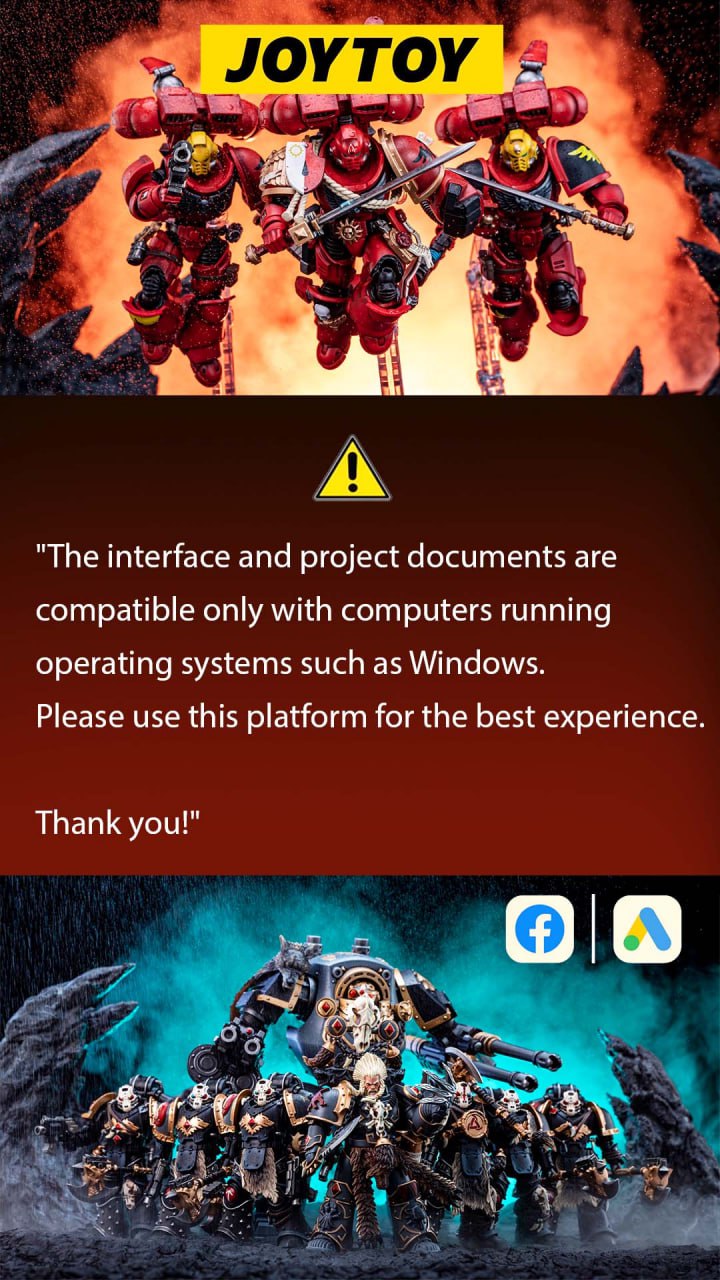 JOYTOY
"The interface and project documents are
compatible only with computers running
operating systems such as Windows.
Please use this platform for the best experience.
Thank you!"